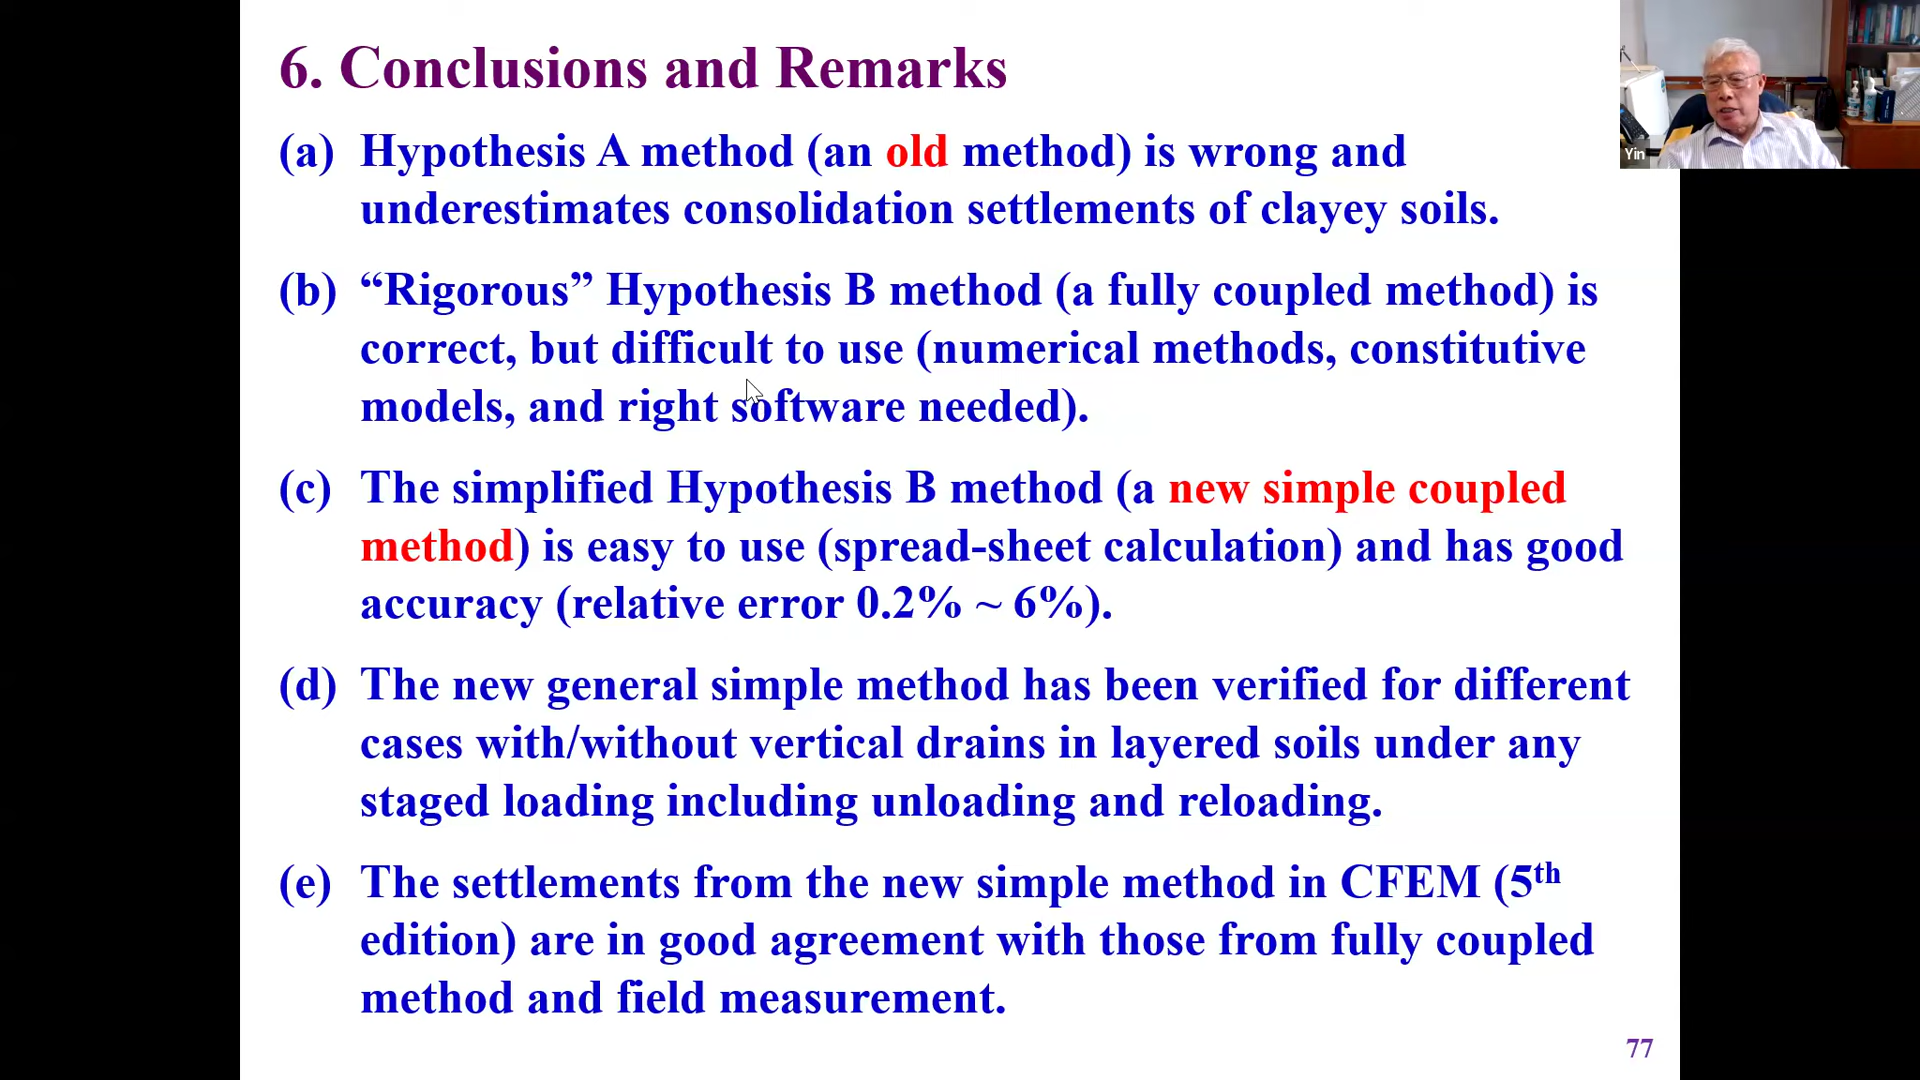 6. Conclusions and Remarks
(a) Hypothesis A method (an old method) is wrong and
underestimates consolidation settlements of clayey soils.
(b) “Rigorous” Hypothesis B method (a fully coupled method) is
correct, but difficult to use (numerical methods, constitutive
models, and right software needed).
(c) The simplified Hypothesis B method (a new simple coupled
method) is easy to use (spread-sheet calculation) and has good
accuracy (relative error 0.2% ~ 6%).
(d) The new general simple method has been verified for different
cases with/without vertical drains in layered soils under any
staged loading including unloading and reloading.
(e) The settlements from the new simple method in CFEM (5th
edition) are in good agreement with those from fully coupled
method and field measurement.
77
Yin